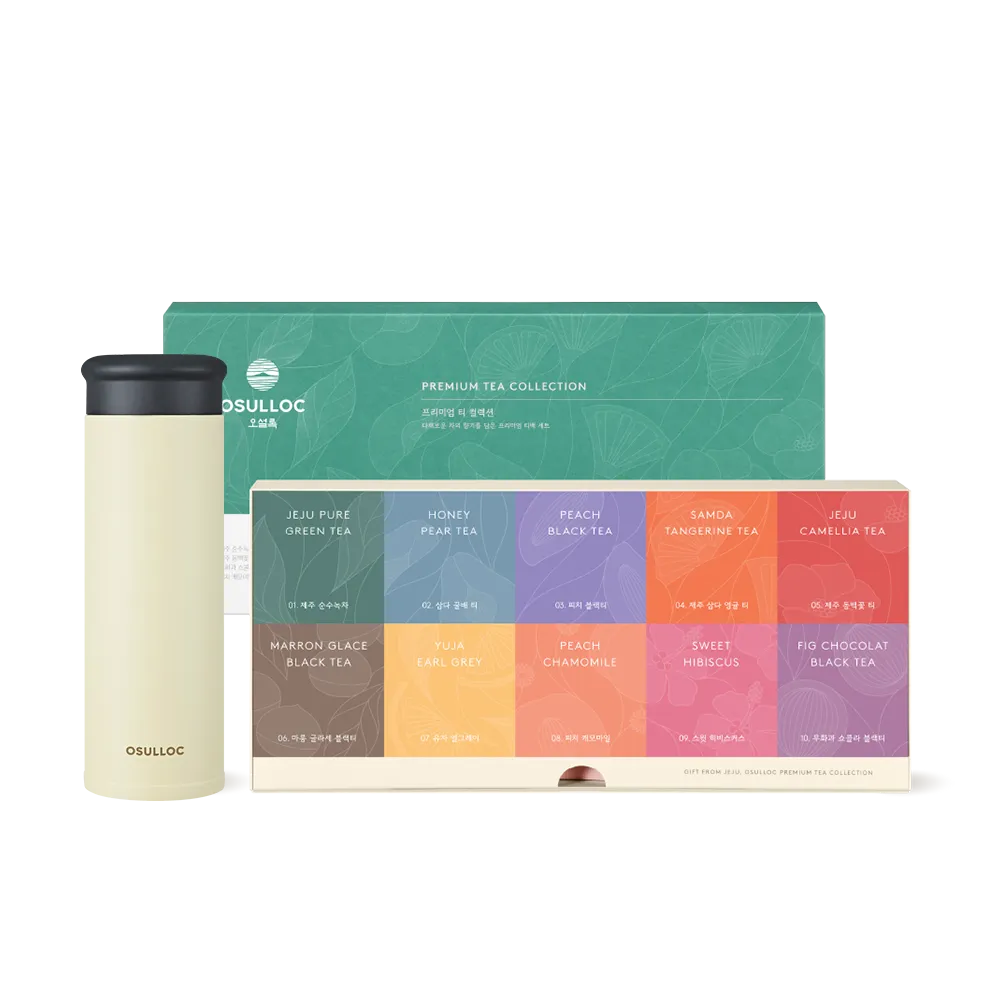 OSULLOC
오설록
PREMIUM TEA COLLECTION
프리미엄 티 컬렉션
다채로운 차의 향기를 담은 프리미엄 티백 세트
JEJU PURE
GREEN TEA
01. 제주 순수녹차
HONEY
PEAR TEA
02. 삼다 꿀배 티
PEACH
BLACK TEA
03. 피치 블랙티
SAMDA
TANGERINE TEA
04. 제주 삼다 영귤 티
JEJU
CAMELLIA TEA
05. 제주 동백꽃 티
MARRON GLACE
BLACK TEA
06. 마롱 글라세 블랙티
YUJA
EARL GREY
07. 유자 얼그레이
PEACH
CHAMOMILE
08. 피치 캐모마일
SWEET
HIBISCUS
09. 스윗 히비스커스
FIG CHOCOLAT
BLACK TEA
10. 무화과 쇼콜라 블랙티
GIFT FROM JEJU, OSULLOC PREMIUM TEA COLLECTION
OSULLOC